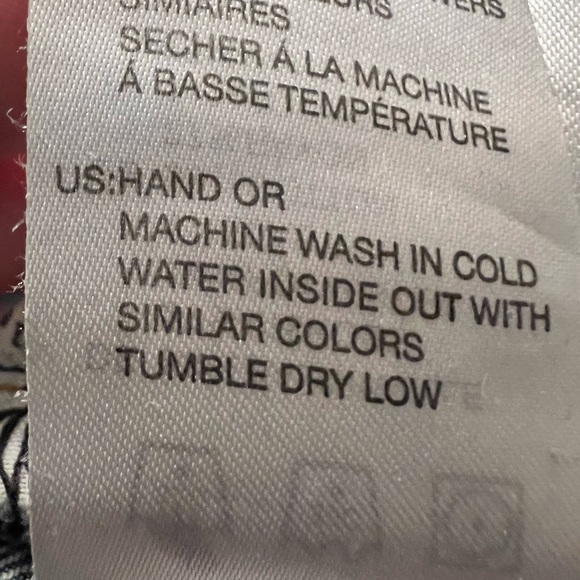 SIMIAIRES
SECHER Á LA MACHINE
Á BASSE TEMPÉRATURE
US:HAND OR
MACHINE WASH IN COLD
WATER INSIDE OUT WITH
SIMILAR COLORS
TUMBLE DRY LOW